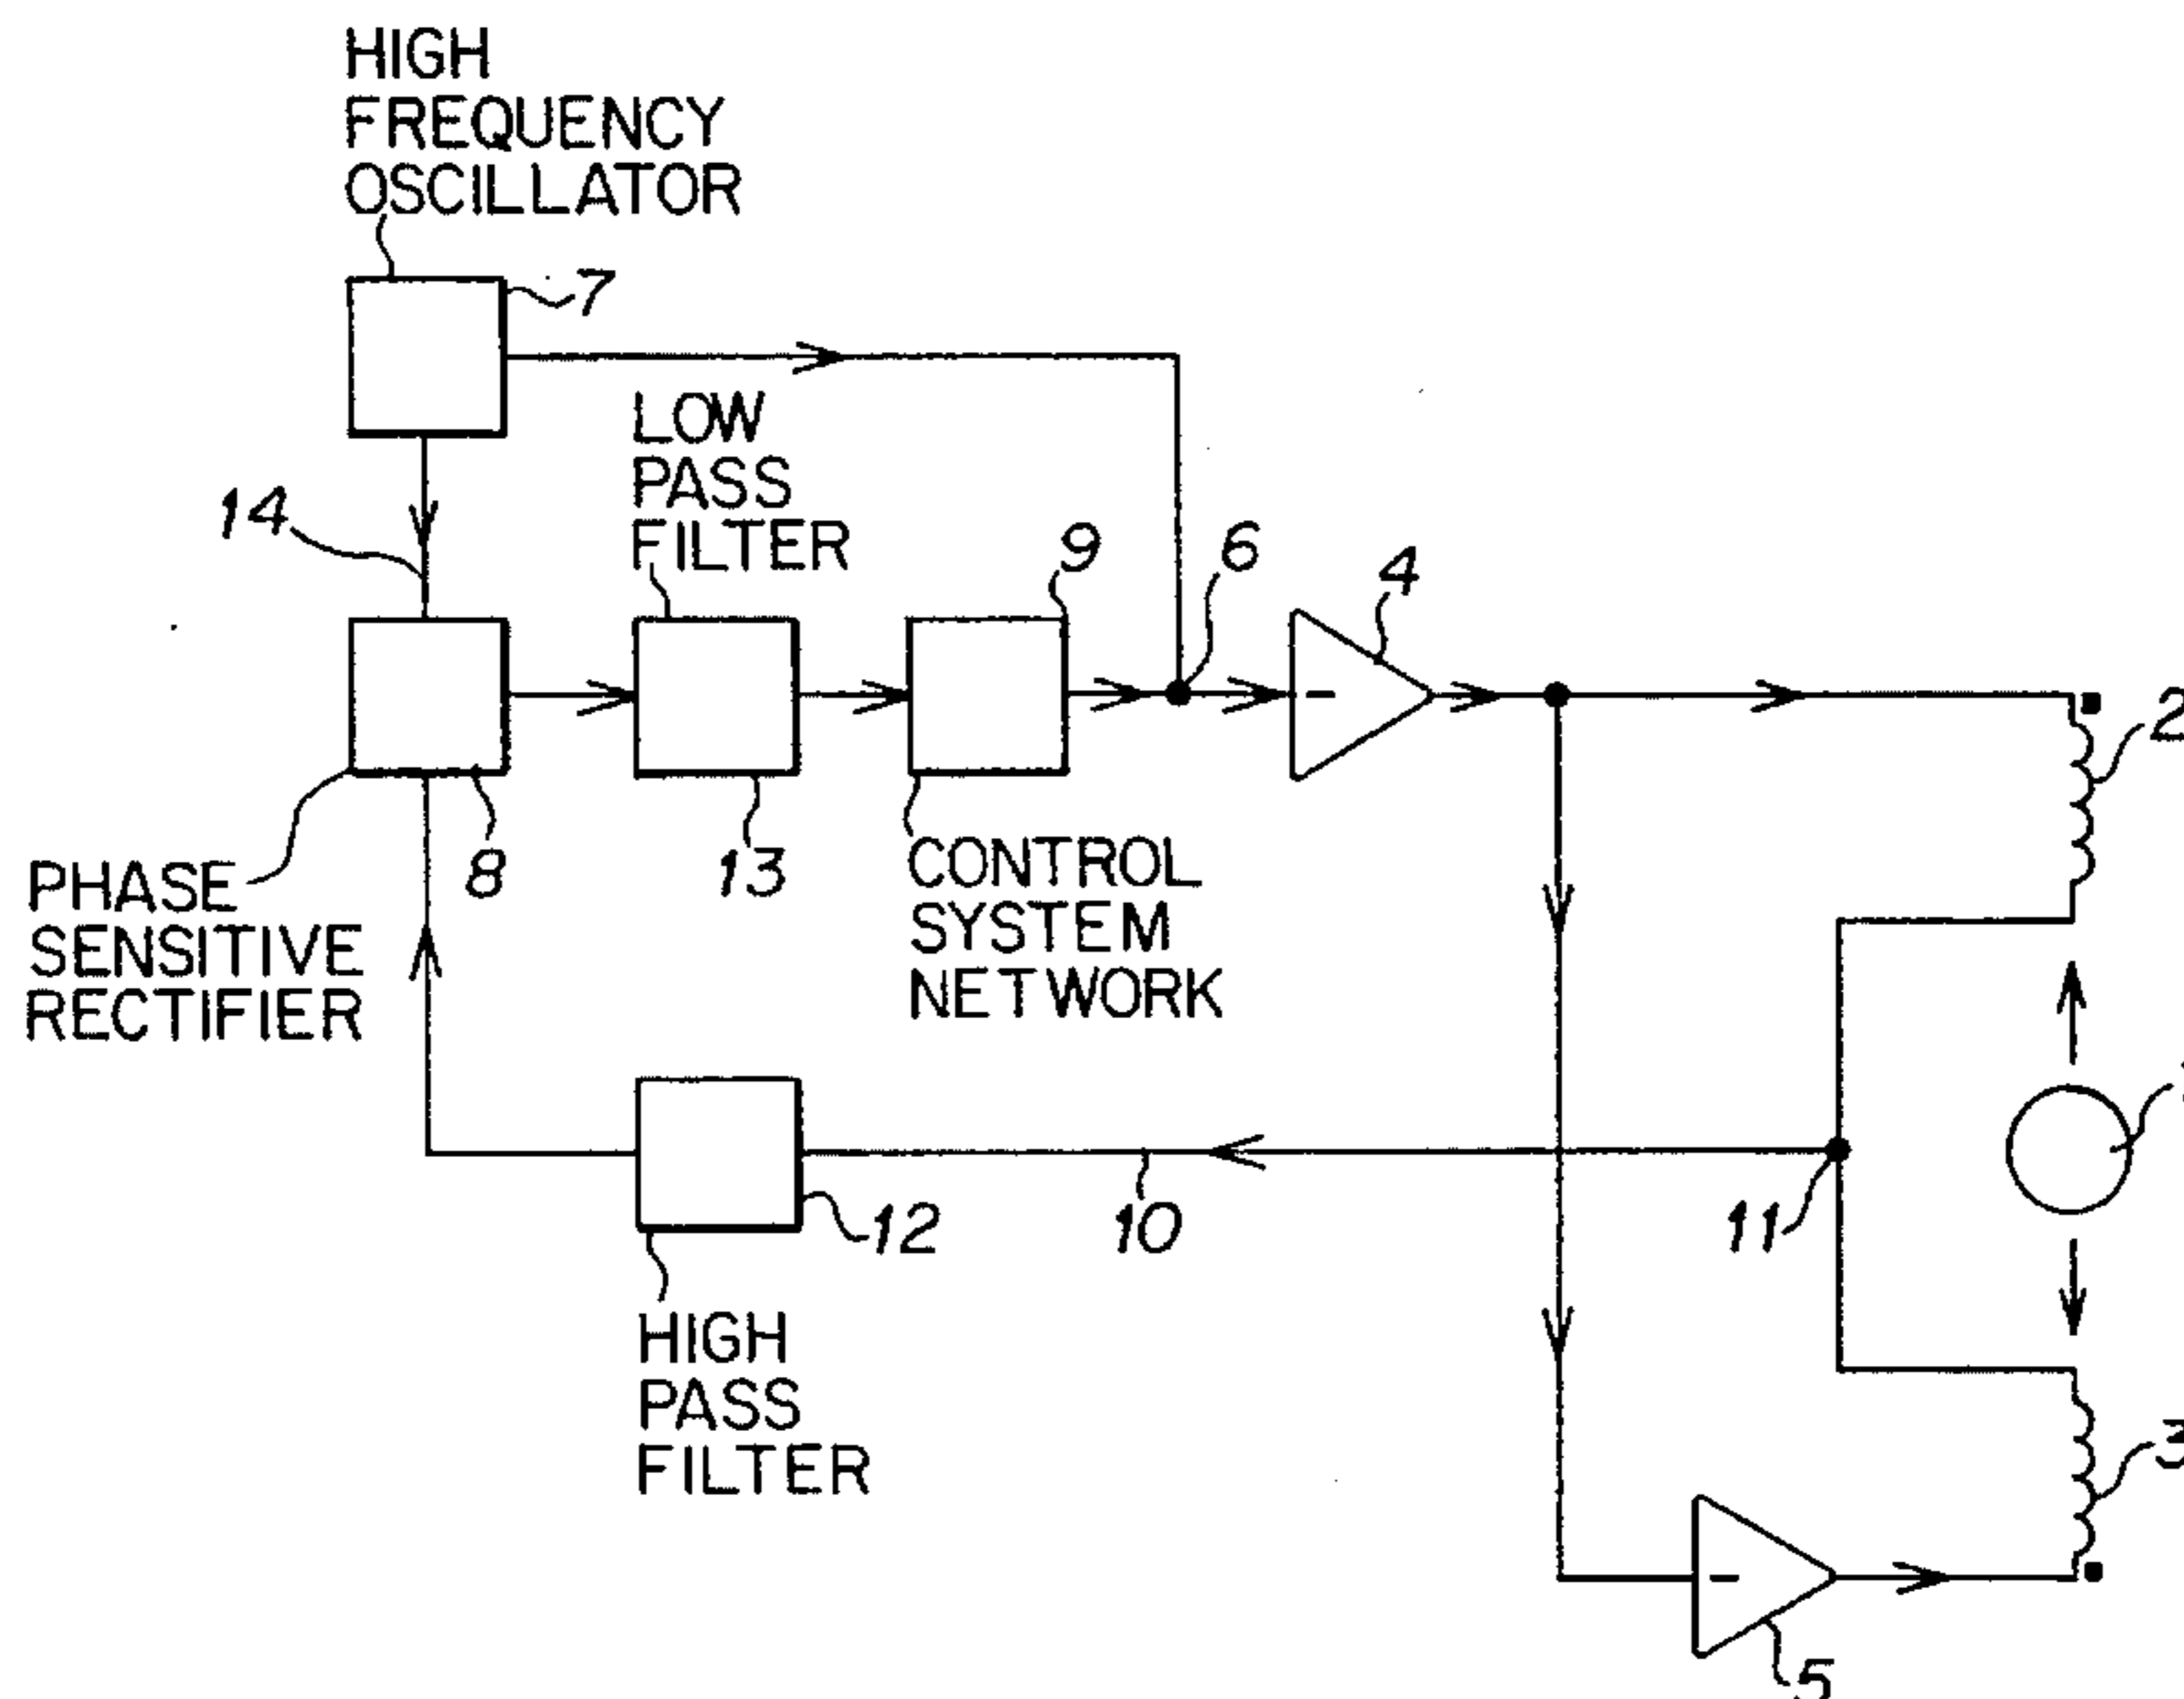 HIGH
FREQUENCY
OSCILLATOR
7
LOW
PASS
FILTER
14
9
6
4
2
PHASE
SENSITIVE
RECTIFIER
8
13
CONTROL
SYSTEM
NETWORK
12
10
11
HIGH
PASS
FILTER
3
5